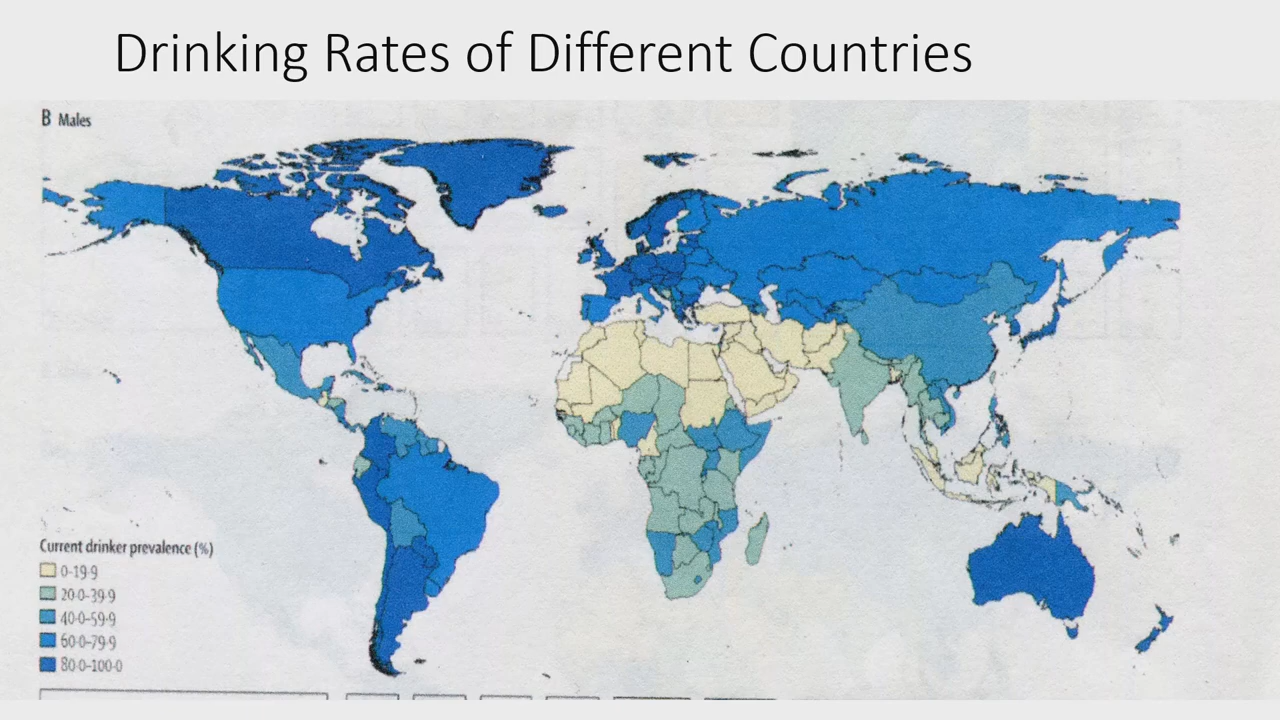 Drinking Rates of Different Countries
B Males
Current drinker prevalence (%)
0-19·9
20·0-39·9
40·0-59·9
60·0-79·9
80·0-100·0